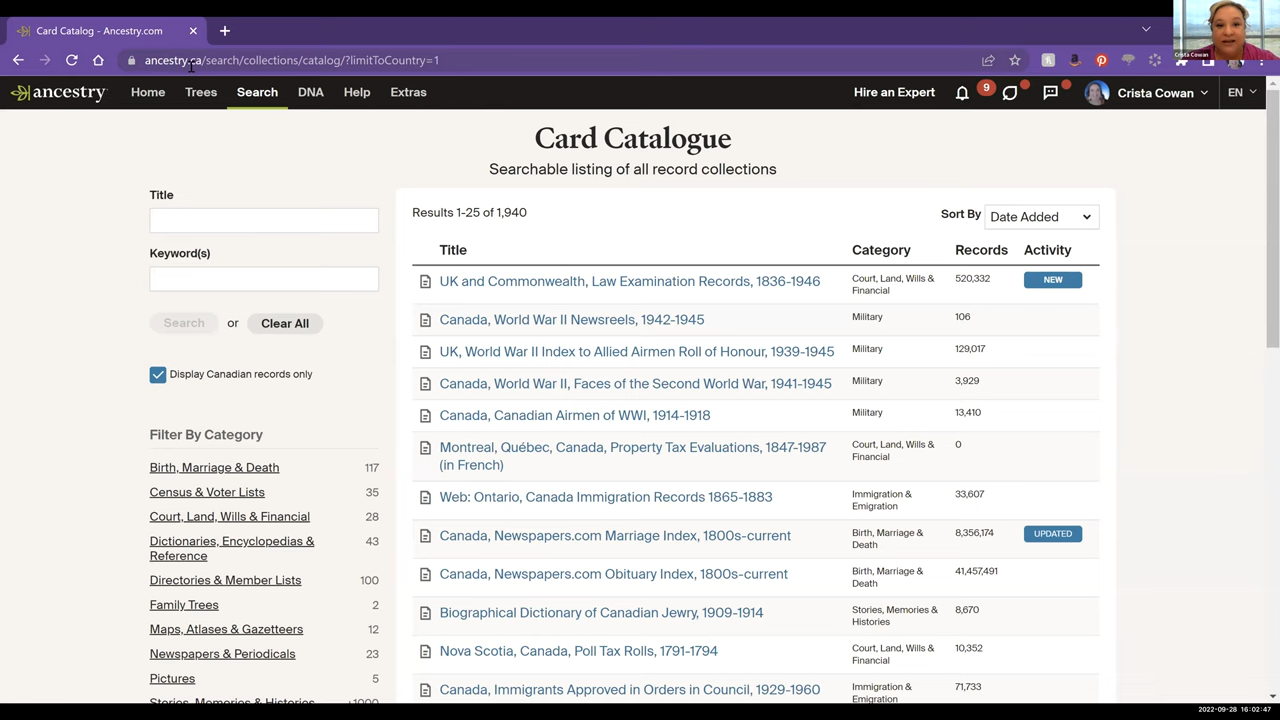 Card Catalog - Ancestry.com
ancestry.ca/search/collections/catalog/?limitToCountry=1
Crista Cowan
ancestry
Home
Trees
Search
DNA
Help
Extras
Hire an Expert
9
Crista Cowan
EN
Card Catalogue
Searchable listing of all record collections
Title
Keyword(s)
Search
or
Clear All
Display Canadian records only
Filter By Category
Birth, Marriage & Death 117
Census & Voter Lists 35
Court, Land, Wills & Financial 28
Dictionaries, Encyclopedias &
Reference 43
Directories & Member Lists 100
Family Trees 2
Maps, Atlases & Gazetteers 12
Newspapers & Periodicals 23
Pictures 5
Stories, Memories & Histories +1000
Results 1-25 of 1,940
Sort By
Date Added
Title Category Records Activity
UK and Commonwealth, Law Examination Records, 1836-1946 Court, Land, Wills & 520,332 NEW
Financial
Canada, World War II Newsreels, 1942-1945 Military 106
UK, World War II Index to Allied Airmen Roll of Honour, 1939-1945 Military 129,017
Canada, World War II, Faces of the Second World War, 1941-1945 Military 3,929
Canada, Canadian Airmen of WWI, 1914-1918 Military 13,410
Montreal, Québec, Canada, Property Tax Evaluations, 1847-1987 Court, Land, Wills & 0
(in French) Financial
Web: Ontario, Canada Immigration Records 1865-1883 Immigration & 33,607
Emigration
Canada, Newspapers.com Marriage Index, 1800s-current Birth, Marriage & 8,356,174 UPDATED
Death
Canada, Newspapers.com Obituary Index, 1800s-current Birth, Marriage & 41,457,491
Death
Biographical Dictionary of Canadian Jewry, 1909-1914 Stories, Memories & 8,670
Histories
Nova Scotia, Canada, Poll Tax Rolls, 1791-1794 Court, Land, Wills & 10,352
Financial
Canada, Immigrants Approved in Orders in Council, 1929-1960 Immigration & 71,733
Emigration
2022-09-28 16:02:47